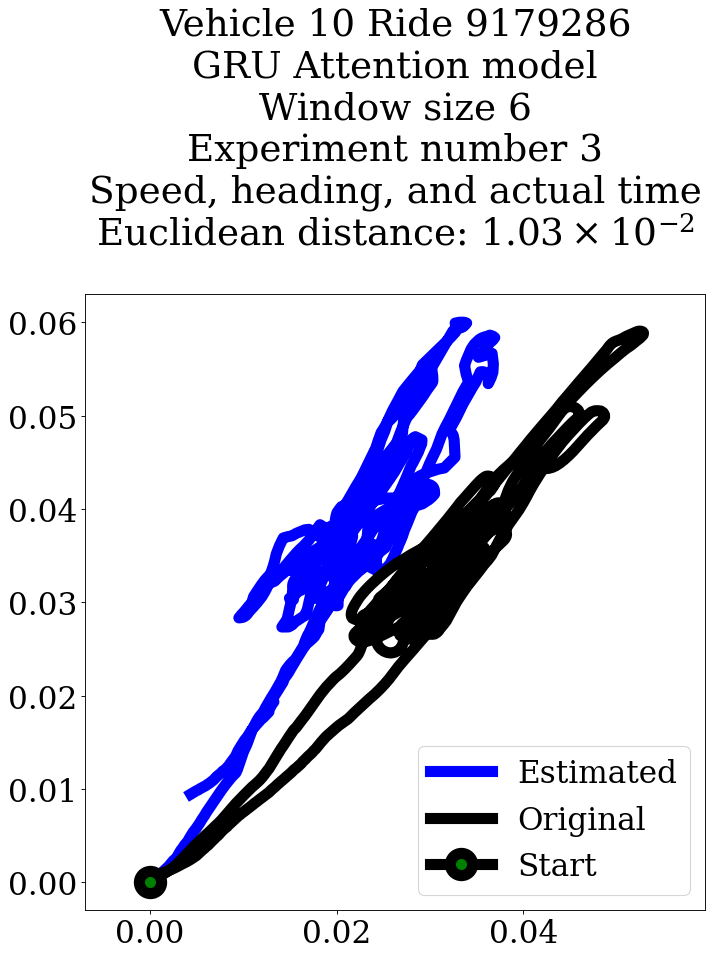 Vehicle 10 Ride 9179286
GRU Attention model
Window size 6
Experiment number 3
Speed, heading, and actual time
Euclidean distance: 1.03 × 10⁻²
0.06
0.05
0.04
0.03
0.02
0.01
0.00
Estimated
Original
Start
0.00 0.02 0.04